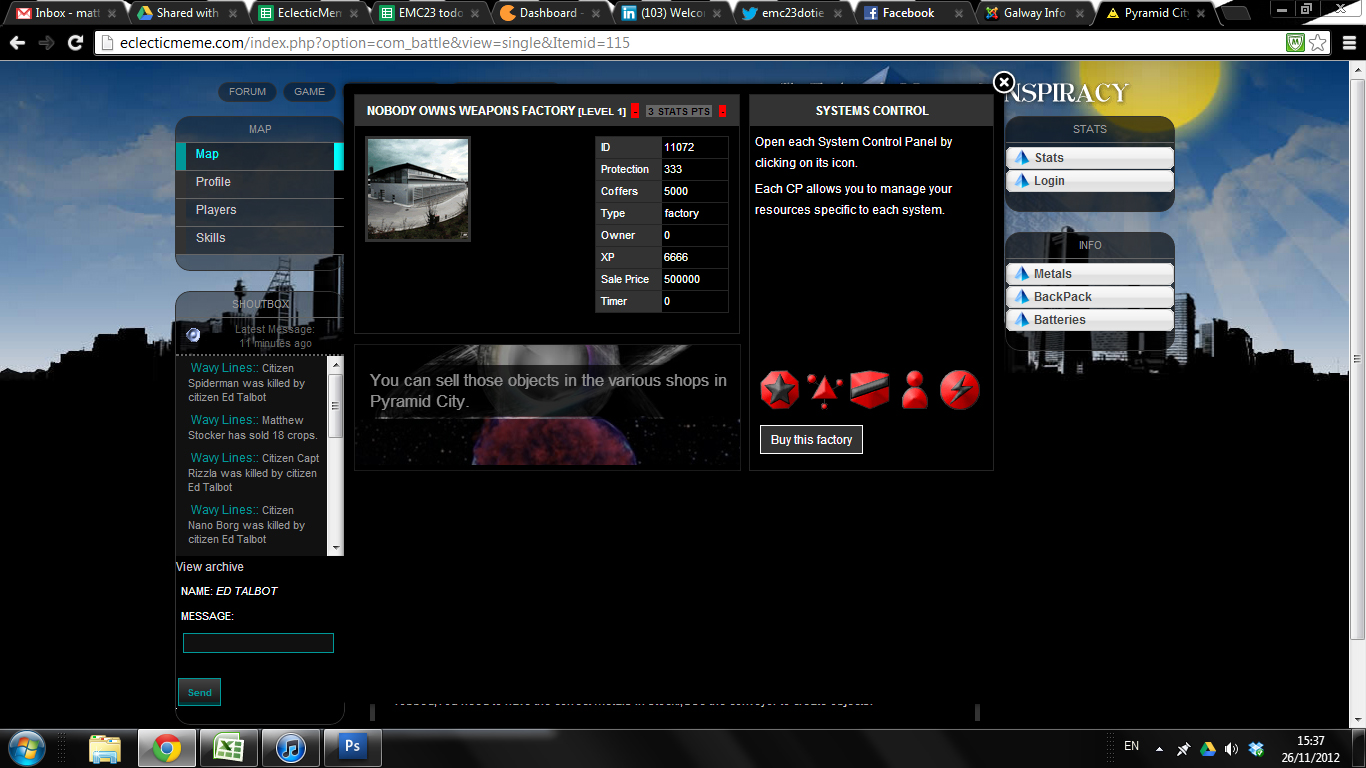 Inbox - mat
Shared with
EclecticMem
EMC23 todo
Dashboard -
(103) Welco
emc23dotie
Facebook
Galway Info
Pyramid City
eclecticmeme.com/index.php?option=com_battle&view=single&Itemid=115
FORUM
GAME
NSPIRACY
MAP
Map
Profile
Players
Skills
SHOUTBOX
Latest Message:
11 minutes ago
Wavy Lines:: Citizen
Spiderman was killed by
citizen Ed Talbot
Wavy Lines:: Matthew
Stocker has sold 18 crops.
Wavy Lines:: Citizen Capt
Rizzla was killed by citizen
Ed Talbot
Wavy Lines:: Citizen
Nano Borg was killed by
citizen Ed Talbot
View archive
NAME: ED TALBOT
MESSAGE:
Send
NOBODY OWNS WEAPONS FACTORY [LEVEL 1] - 3 STATS PTS -
ID 11072
Protection 333
Coffers 5000
Type factory
Owner 0
XP 6666
Sale Price 500000
Timer 0
You can sell those objects in the various shops in
Pyramid City.
SYSTEMS CONTROL
Open each System Control Panel by
clicking on its icon.
Each CP allows you to manage your
resources specific to each system.
Buy this factory
STATS
Stats
Login
INFO
Metals
BackPack
Batteries
EN
15:37
26/11/2012